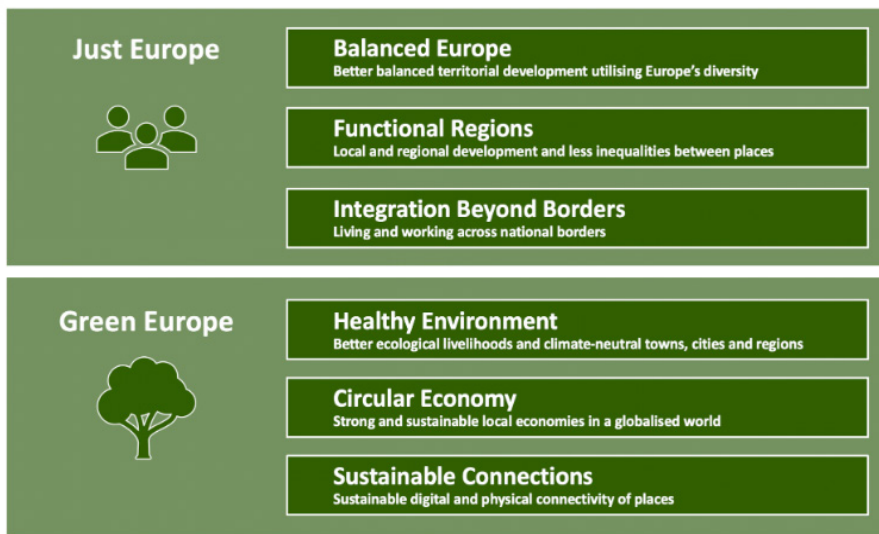 Just Europe
Balanced Europe
Better balanced territorial development utilising Europe's diversity
Functional Regions
Local and regional development and less inequalities between places
Integration Beyond Borders
Living and working across national borders
Green Europe
Healthy Environment
Better ecological livelihoods and climate-neutral towns, cities and regions
Circular Economy
Strong and sustainable local economies in a globalised world
Sustainable Connections
Sustainable digital and physical connectivity of places